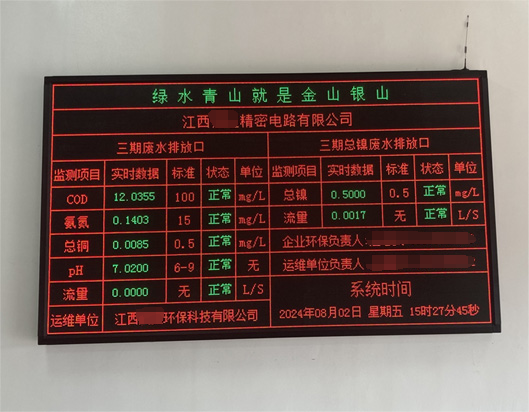 绿水青山就是金山银山
江西 精密电路有限公司
三期废水排放口 三期总镍废水排放口
监测项目 实时数据 标准 状态 单位 监测项目 实时数据 标准 状态 单位
COD 12.0355 100 正常 mg/L 总镍 0.5000 0.5 正常 mg/L
氨氮 0.1403 15 正常 mg/L 流量 0.0017 无 正常 L/S
总铜 0.0085 0.5 正常 mg/L 企业环保负责人
pH 7.0200 6-9 正常 无 运维单位负责人
流量 0.0000 无 正常 L/S 系统时间
运维单位 江西 环保科技有限公司 2024年08月02日 星期五 15时27分45秒